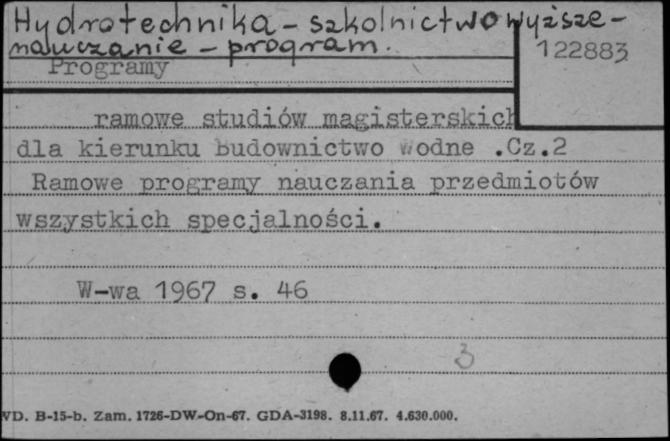 Hydrotechnika - szkolnictwo wyższe -
nauczanie - program.
122883
Programy
ramowe studiów magisterskich
dla kierunku Budownictwo Wodne .Cz.2
Ramowe programy nauczania przedmiotów
wszystkich specjalności.
W-wa 1967 s. 46
3
VD. B-15-b. Zam. 1726-DW-On-67. GDA-3198. 8.11.67. 4.630.000.